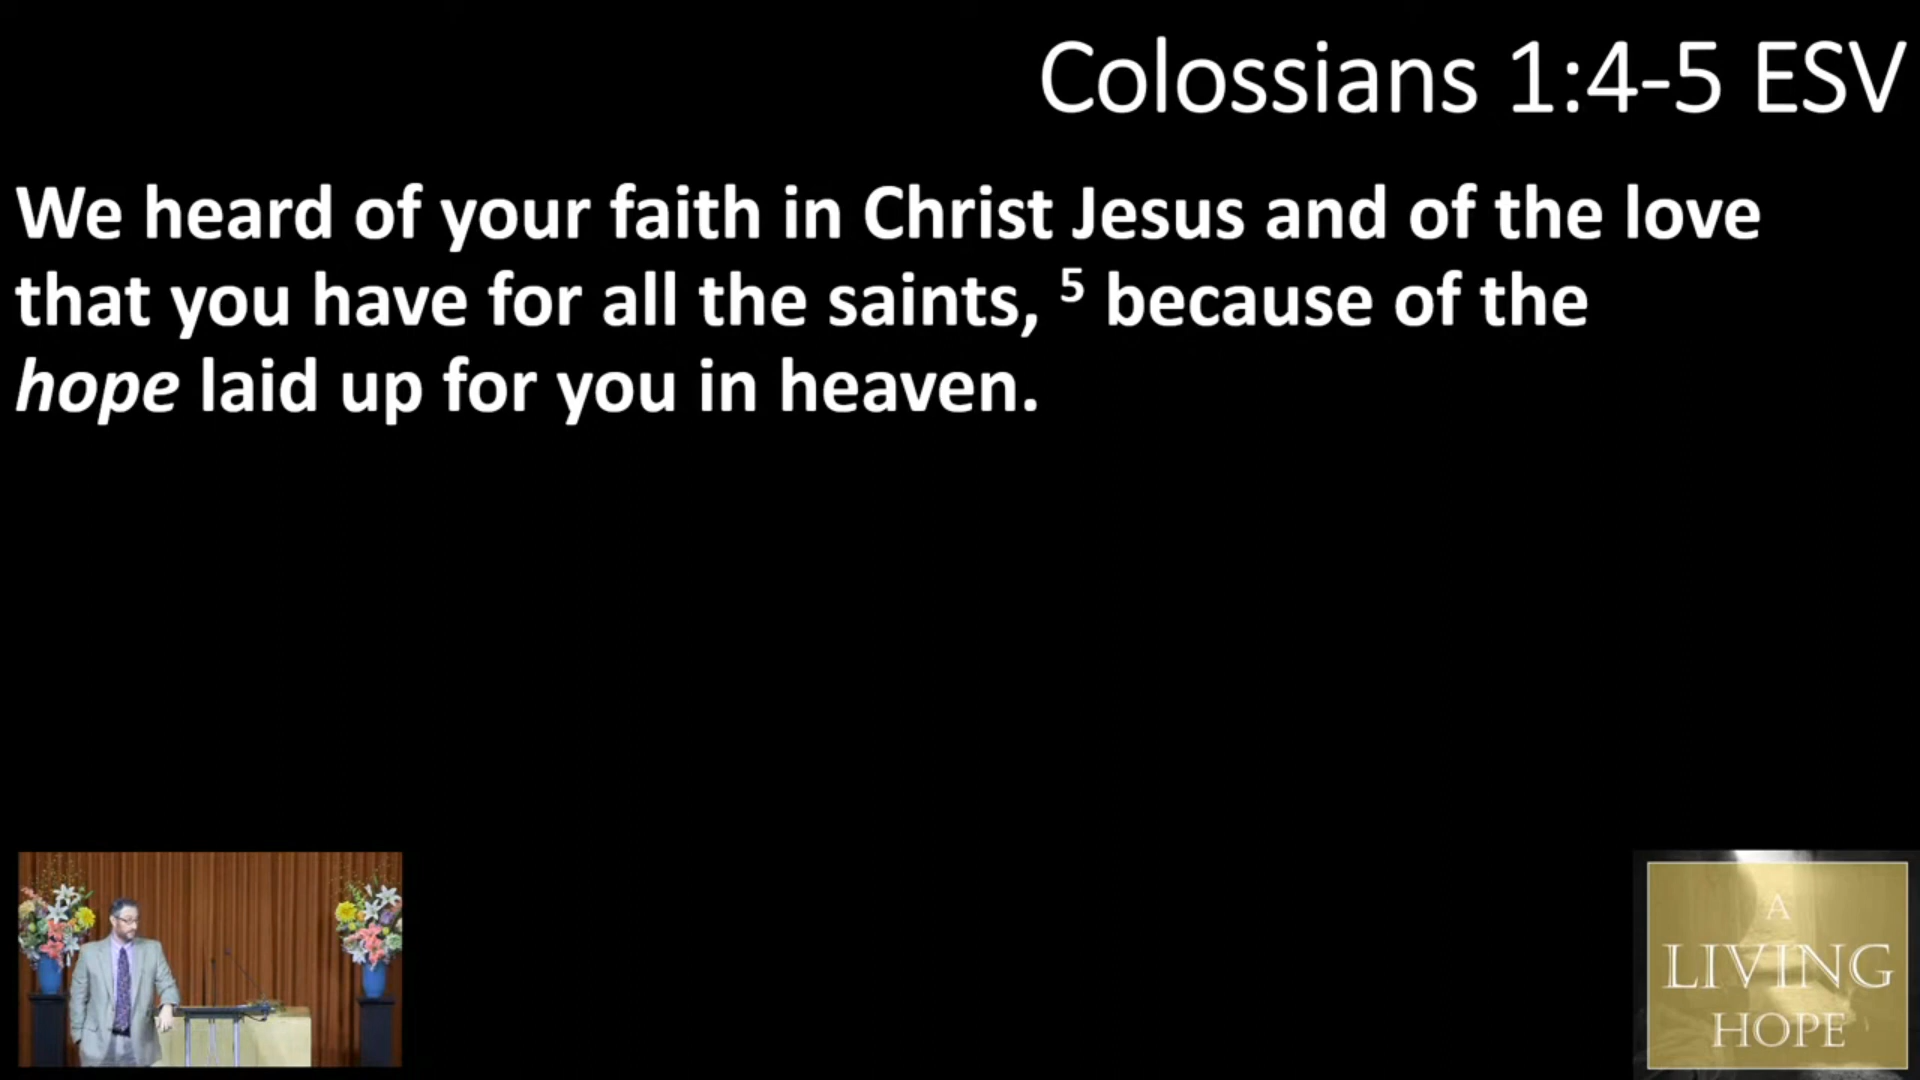 Colossians 1:4-5 ESV
We heard of your faith in Christ Jesus and of the love
that you have for all the saints, ⁵ because of the
hope laid up for you in heaven.
A
LIVING
HOPE